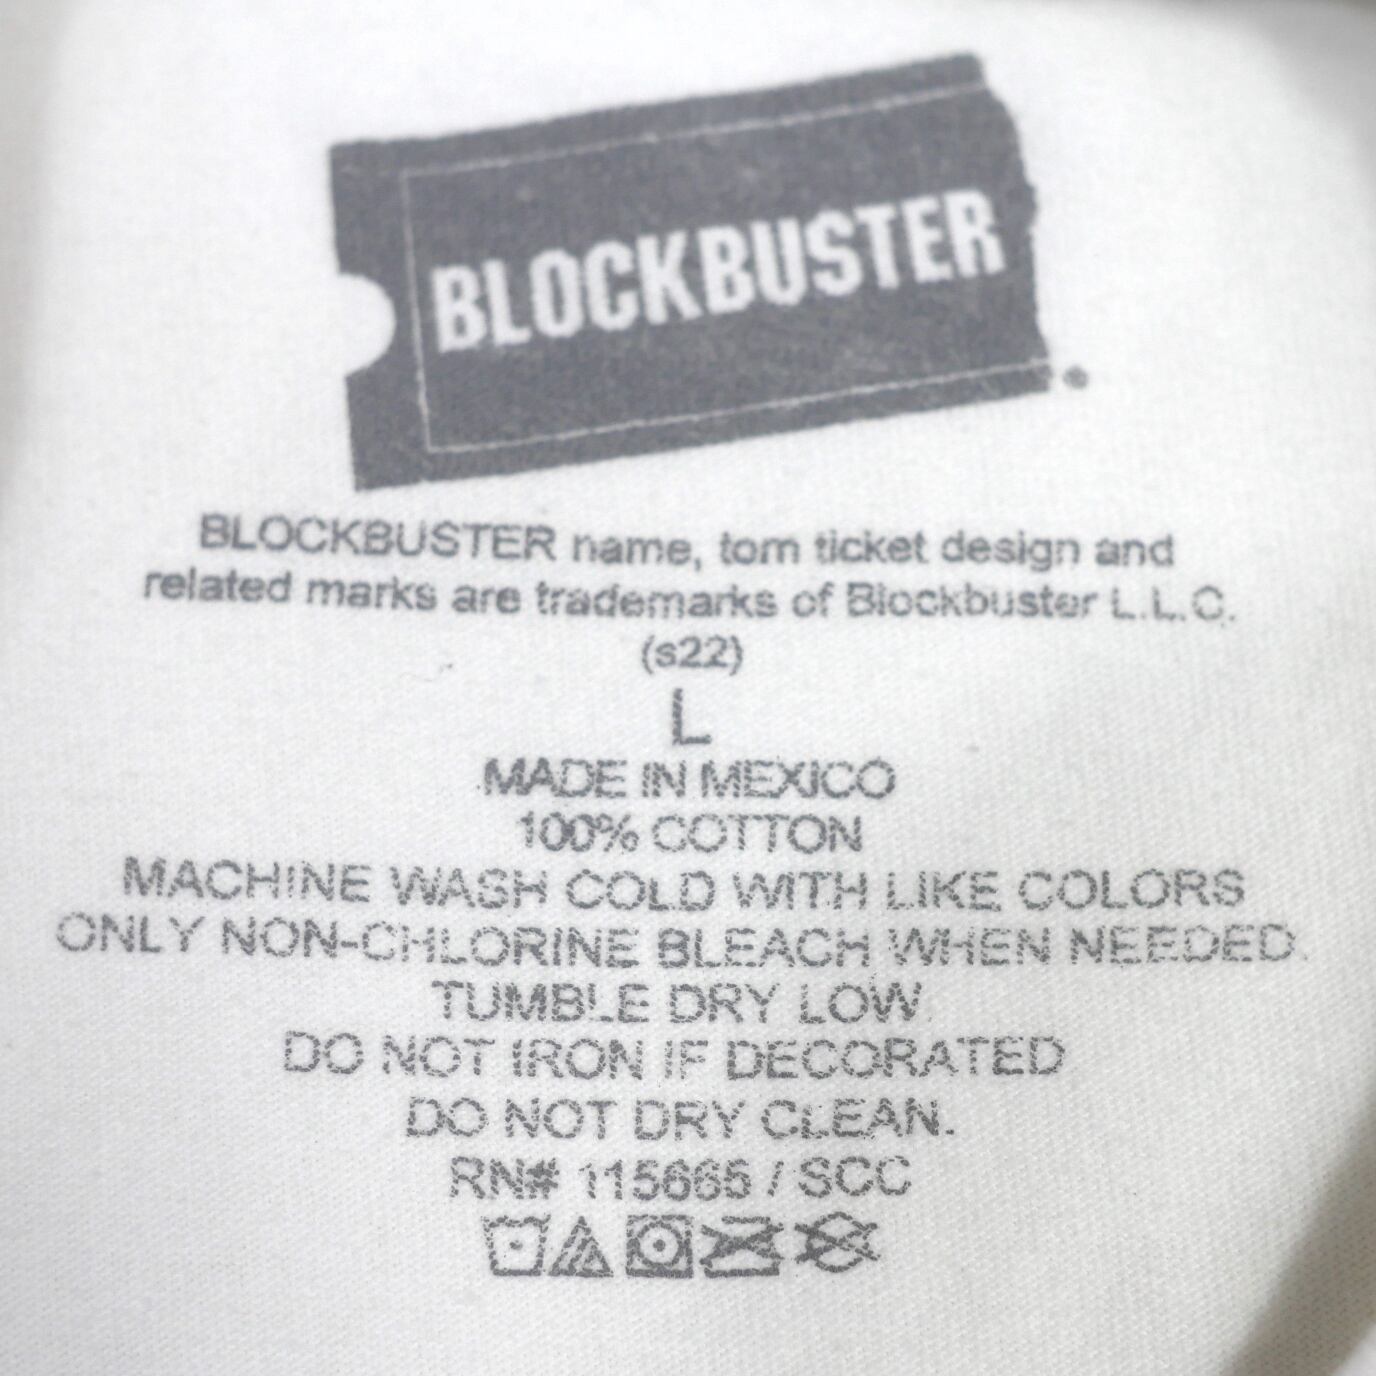 BLOCKBUSTER
BLOCKBUSTER name, torn ticket design and
related marks are trademarks of Blockbuster L.L.C.
(s22)
L
MADE IN MEXICO
100% COTTON
MACHINE WASH COLD WITH LIKE COLORS
ONLY NON-CHLORINE BLEACH WHEN NEEDED.
TUMBLE DRY LOW
DO NOT IRON IF DECORATED
DO NOT DRY CLEAN.
RN# 115665 / SCC